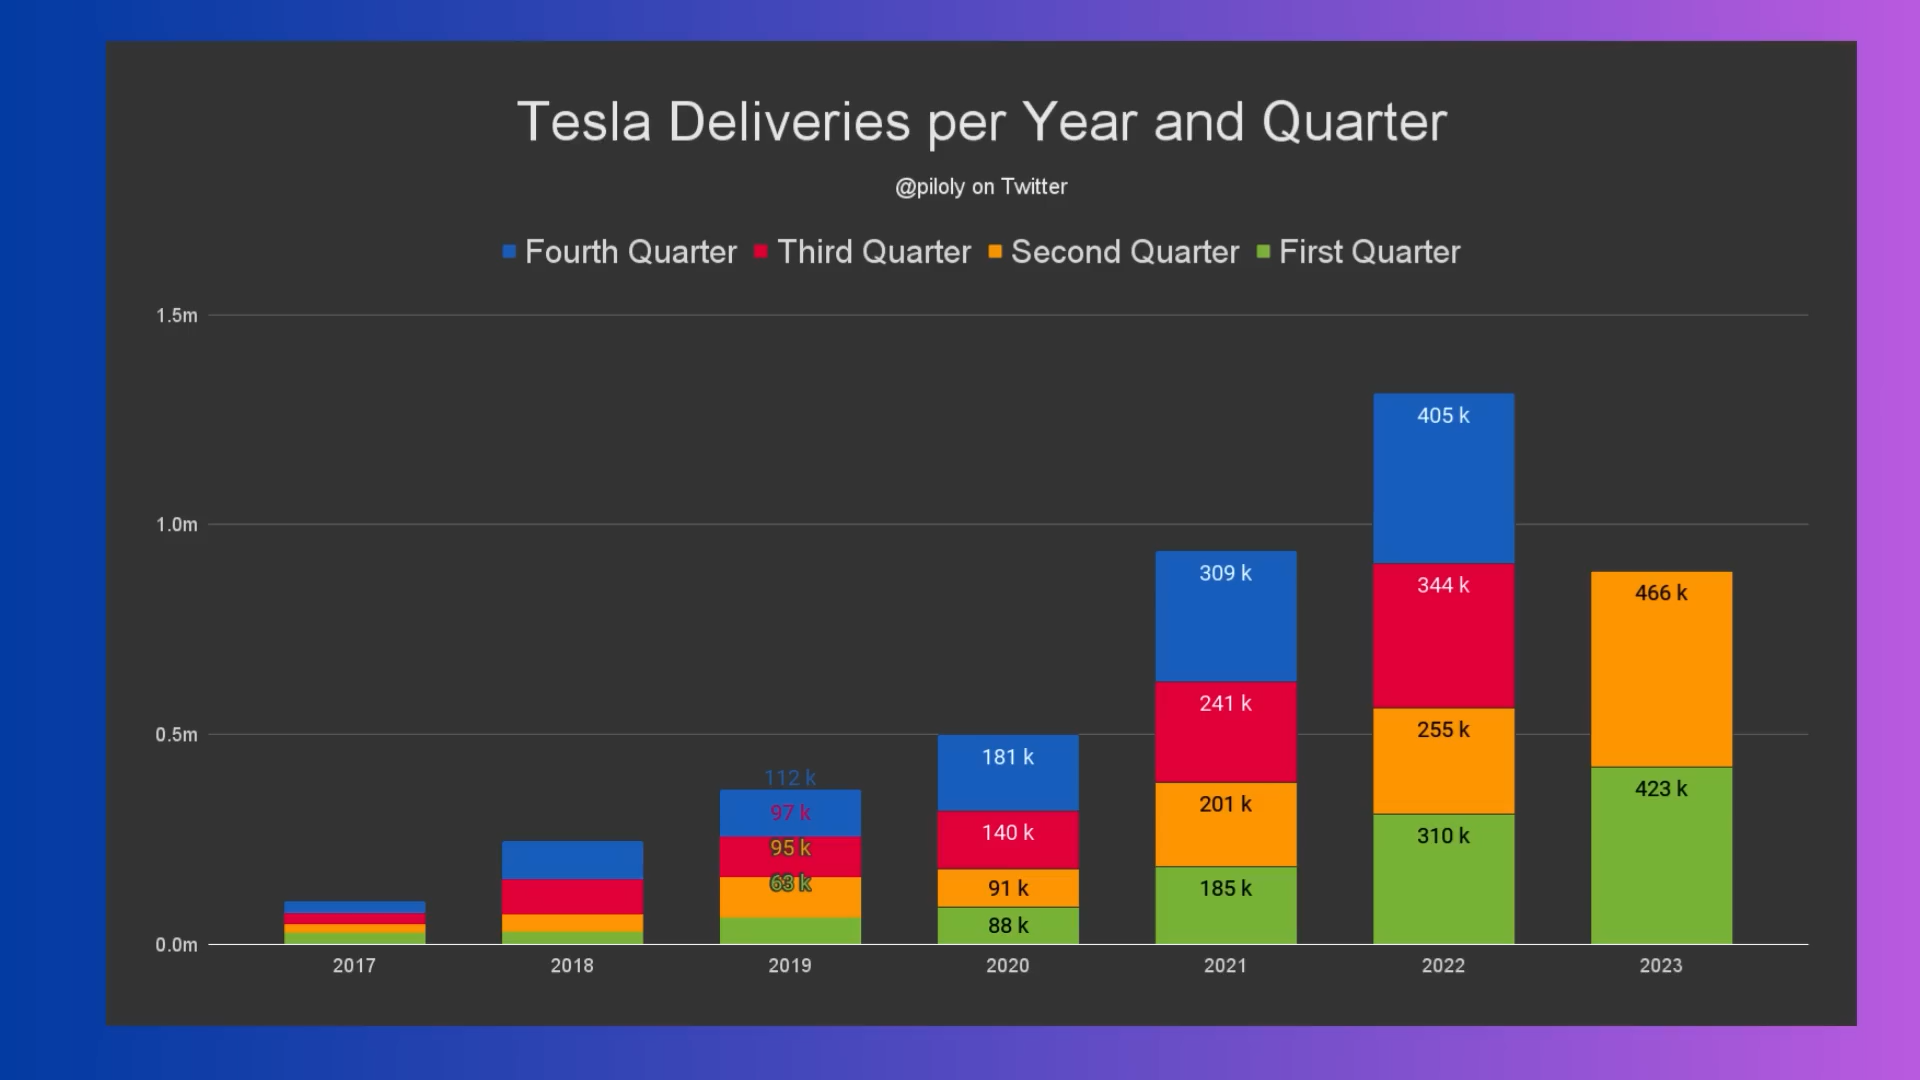 Tesla Deliveries per Year and Quarter
@piloly on Twitter
Fourth Quarter Third Quarter Second Quarter First Quarter
1.5m
1.0m
0.5m
0.0m
112 k
97 k
95 k
63 k
181 k
140 k
91 k
88 k
309 k
241 k
201 k
185 k
405 k
344 k
255 k
310 k
466 k
423 k
2017 2018 2019 2020 2021 2022 2023